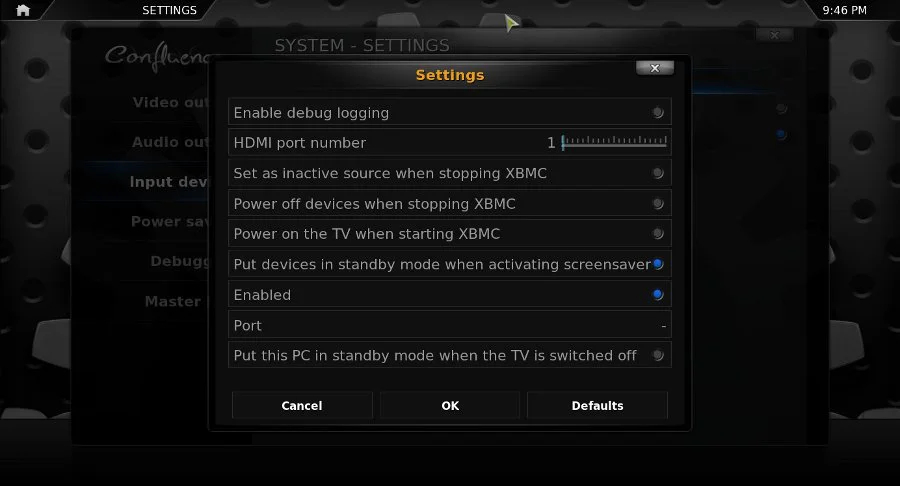 SETTINGS
9:46 PM
SYSTEM - SETTINGS
Confluenc
Settings
Video out
Audio out
Input devi
Power sav
Debugg
Master
Enable debug logging
HDMI port number 1
Set as inactive source when stopping XBMC
Power off devices when stopping XBMC
Power on the TV when starting XBMC
Put devices in standby mode when activating screensaver
Enabled
Port -
Put this PC in standby mode when the TV is switched off
Cancel OK Defaults